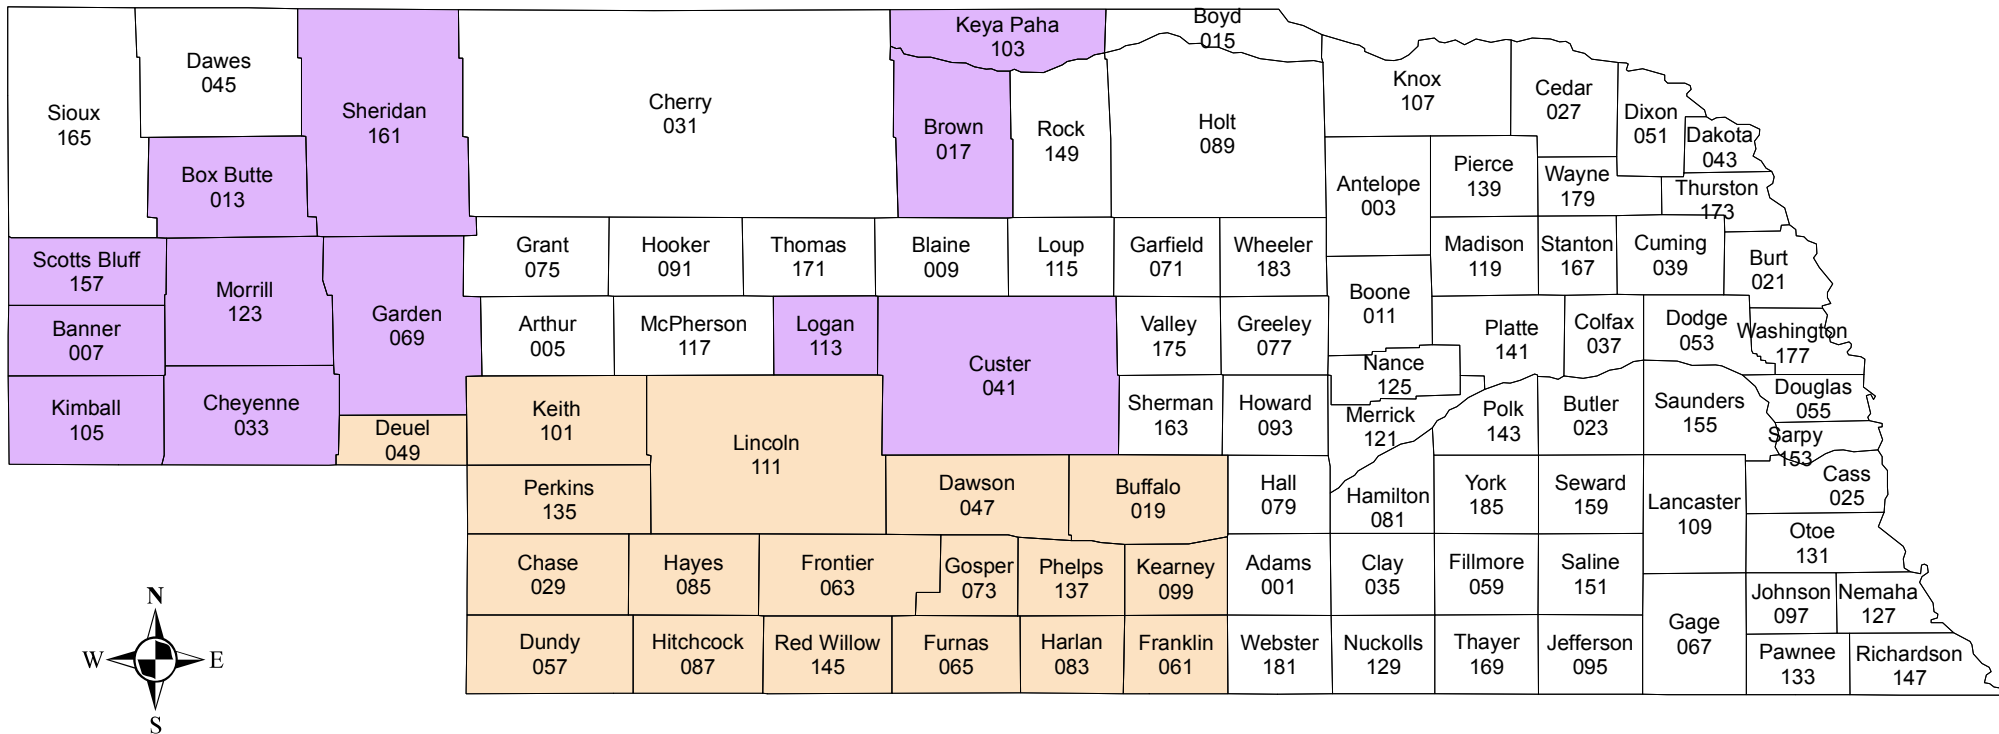 Sioux
165
Dawes
045
Sheridan
161
Box Butte
013
Cherry
031
Keya Paha
103
Brown
017
Rock
149
Boyd
015
Holt
089
Knox
107
Cedar
027
Dixon
051
Dakota
043
Antelope
003
Pierce
139
Wayne
179
Thurston
173
Scotts Bluff
157
Banner
007
Kimball
105
Morrill
123
Cheyenne
033
Garden
069
Deuel
049
Grant
075
Hooker
091
Thomas
171
Blaine
009
Loup
115
Garfield
071
Wheeler
183
Madison
119
Stanton
167
Cuming
039
Burt
021
Arthur
005
McPherson
117
Logan
113
Custer
041
Valley
175
Greeley
077
Boone
011
Nance
125
Platte
141
Colfax
037
Dodge
053
Washington
177
Keith
101
Lincoln
111
Sherman
163
Howard
093
Merrick
121
Polk
143
Butler
023
Saunders
155
Douglas
055
Sarpy
153
Cass
025
Perkins
135
Dawson
047
Buffalo
019
Hall
079
Hamilton
081
York
185
Seward
159
Lancaster
109
Otoe
131
Chase
029
Hayes
085
Frontier
063
Gosper
073
Phelps
137
Kearney
099
Adams
001
Clay
035
Fillmore
059
Saline
151
Gage
067
Johnson
097
Nemaha
127
Dundy
057
Hitchcock
087
Red Willow
145
Furnas
065
Harlan
083
Franklin
061
Webster
181
Nuckolls
129
Thayer
169
Jefferson
095
Pawnee
133
Richardson
147
N
W
E
S